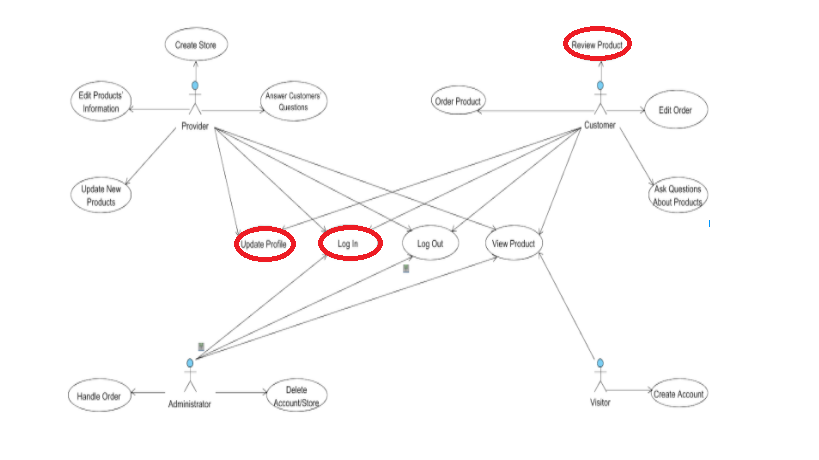 Create Store
Review Product
Edit Products'
Information
Answer Customers'
Questions
Order Product
Edit Order
Provider
Customer
Update New
Products
Ask Questions
About Products
Update Profile
Log In
Log Out
View Product
Handle Order
Administrator
Delete
Account/Store
Visitor
Create Account